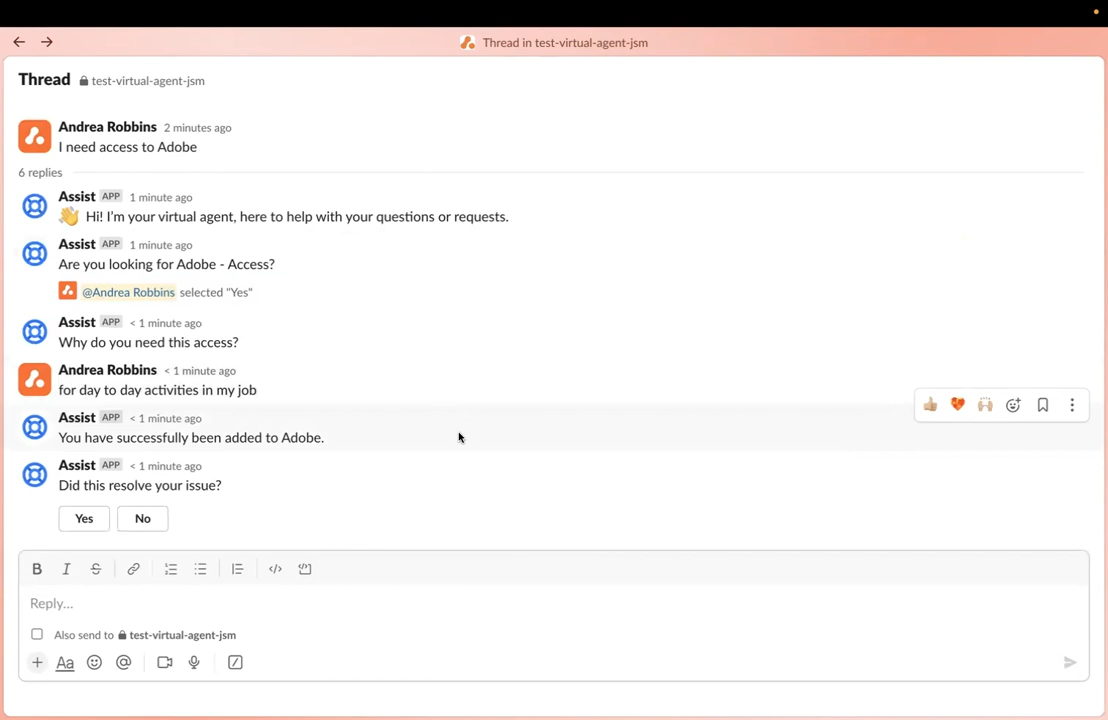 Thread in test-virtual-agent-jsm
Thread test-virtual-agent-jsm
Andrea Robbins 2 minutes ago
I need access to Adobe
6 replies
Assist APP 1 minute ago
Hi! I'm your virtual agent, here to help with your questions or requests.
Assist APP 1 minute ago
Are you looking for Adobe - Access?
@Andrea Robbins selected "Yes"
Assist APP < 1 minute ago
Why do you need this access?
Andrea Robbins < 1 minute ago
for day to day activities in my job
Assist APP < 1 minute ago
You have successfully been added to Adobe.
Assist APP < 1 minute ago
Did this resolve your issue?
Yes No
B I S
Reply...
Also send to test-virtual-agent-jsm
Aa